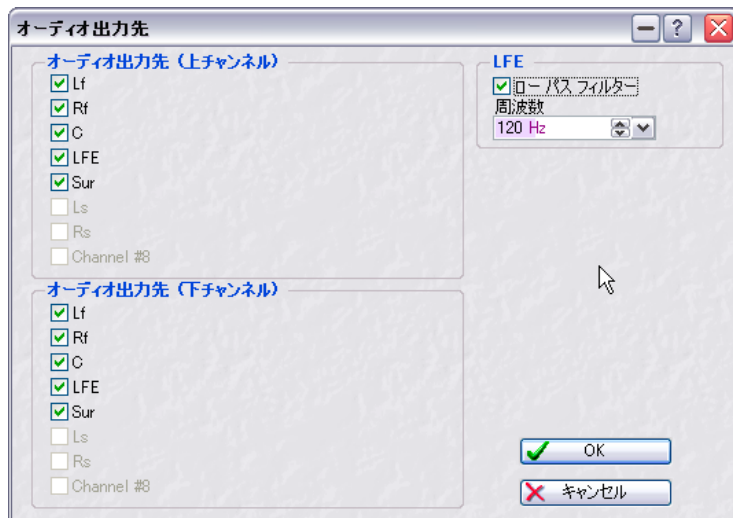 オーディオ出力先
オーディオ出力先（上チャンネル）
Lf
Rf
C
LFE
Sur
Ls
Rs
Channel #8
LFE
ロー パス フィルター
周波数
120 Hz
オーディオ出力先（下チャンネル）
Lf
Rf
C
LFE
Sur
Ls
Rs
Channel #8
OK
キャンセル